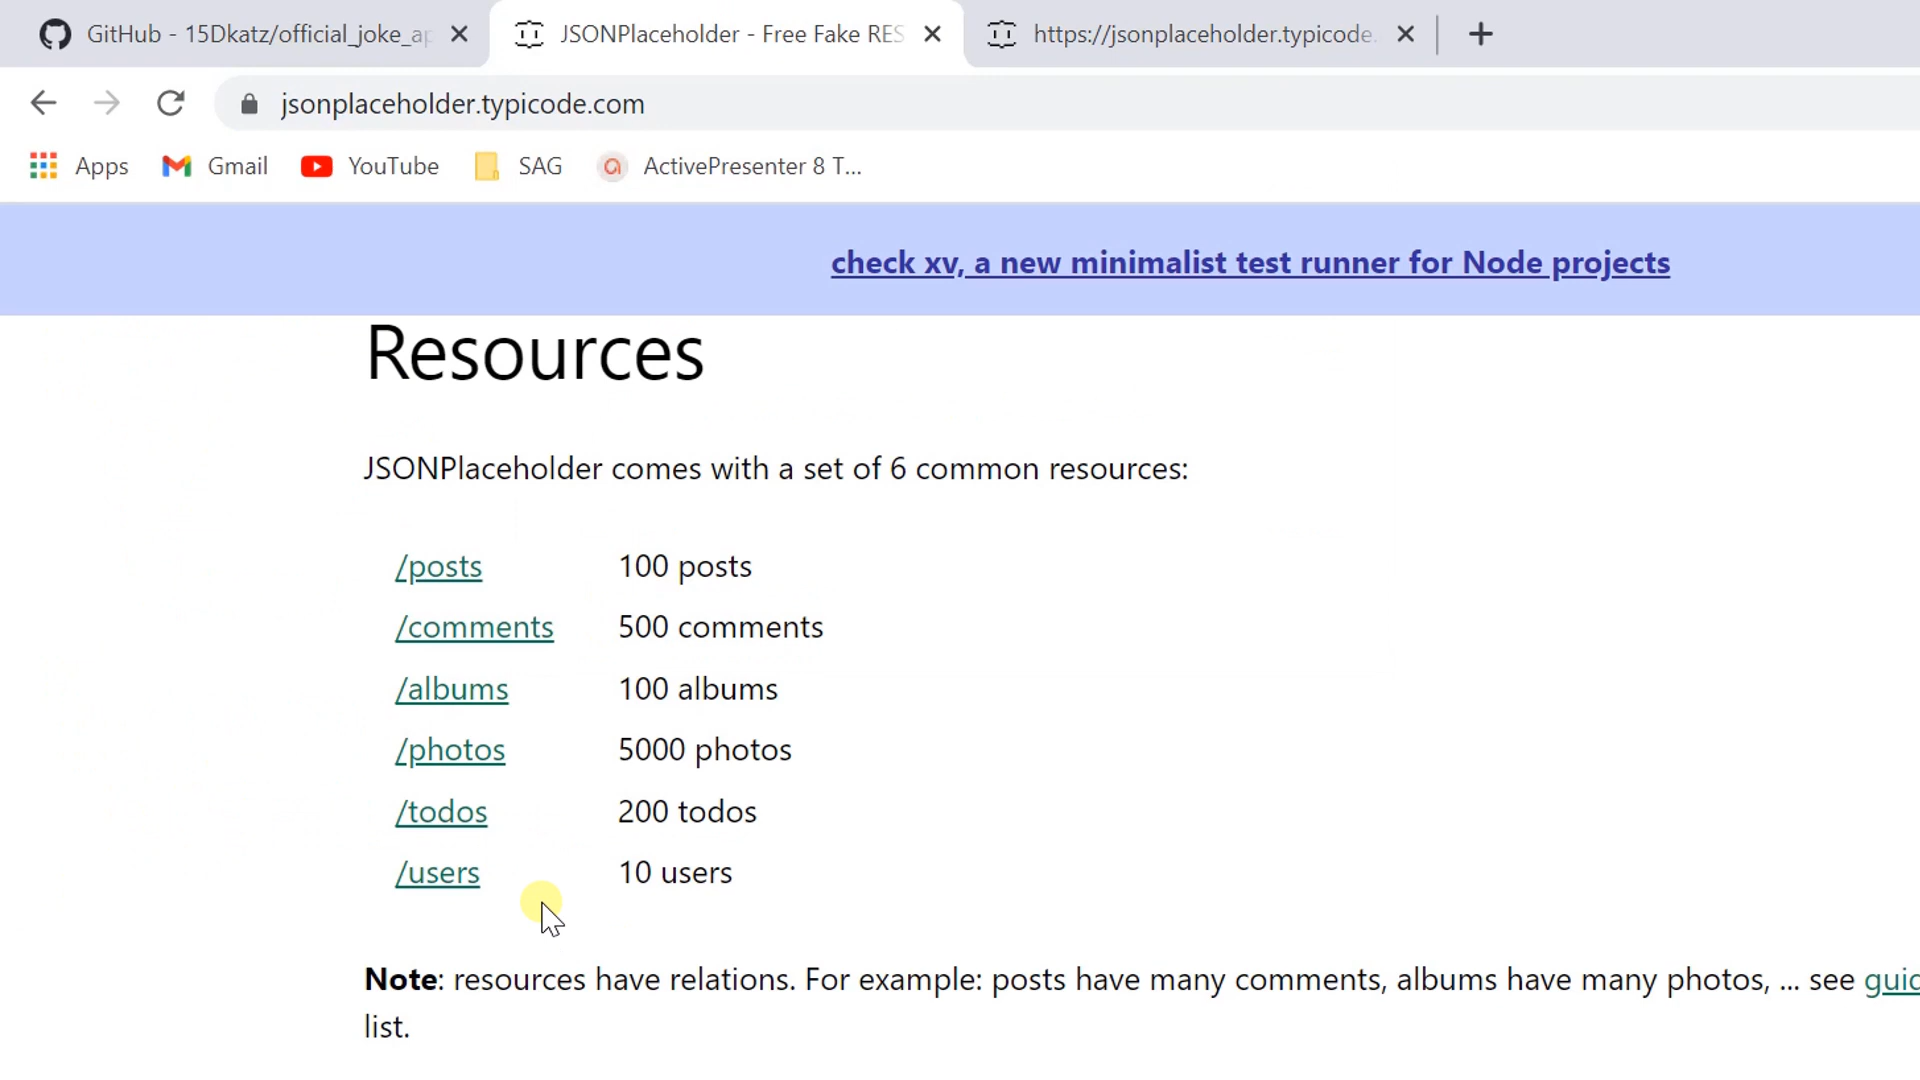 GitHub - 15Dkatz/official_joke_ap
JSONPlaceholder - Free Fake RES
https://jsonplaceholder.typicode.
jsonplaceholder.typicode.com
Apps
Gmail
YouTube
SAG
ActivePresenter 8 T...
check xv, a new minimalist test runner for Node projects
Resources
JSONPlaceholder comes with a set of 6 common resources:
/posts 100 posts
/comments 500 comments
/albums 100 albums
/photos 5000 photos
/todos 200 todos
/users 10 users
Note: resources have relations. For example: posts have many comments, albums have many photos, ... see guid
list.